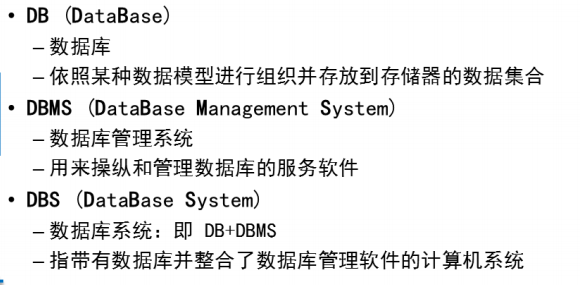 • DB (DataBase)
– 数据库
– 依照某种数据模型进行组织并存放到存储器的数据集合
• DBMS (DataBase Management System)
– 数据库管理系统
– 用来操纵和管理数据库的服务软件
• DBS (DataBase System)
– 数据库系统: 即 DB+DBMS
– 指带有数据库并整合了数据库管理软件的计算机系统